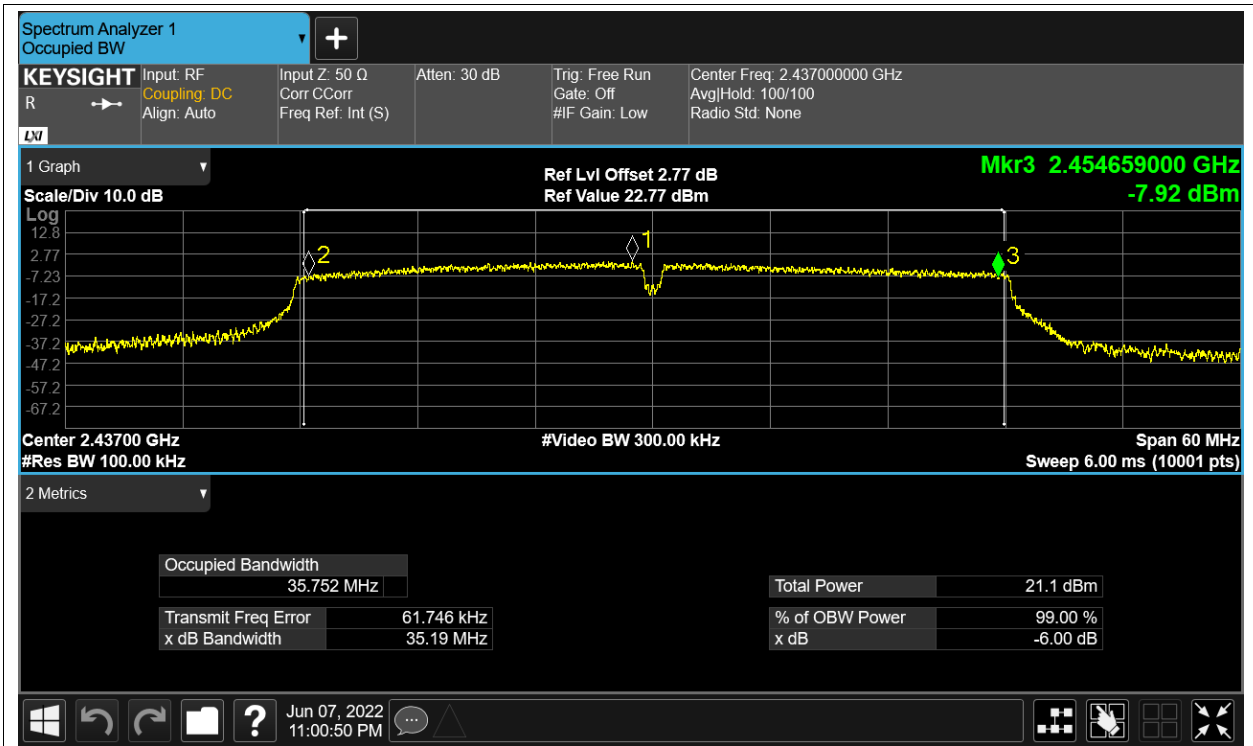 Spectrum Analyzer 1
Occupied BW
KEYSIGHT
R
LXI
Input: RF
Coupling: DC
Align: Auto
Input Z: 50 Ω
Corr CCorr
Freq Ref: Int (S)
Atten: 30 dB
Trig: Free Run
Gate: Off
#IF Gain: Low
Center Freq: 2.437000000 GHz
Avg|Hold: 100/100
Radio Std: None
1 Graph
Scale/Div 10.0 dB
Ref Lvl Offset 2.77 dB
Ref Value 22.77 dBm
Mkr3 2.454659000 GHz
-7.92 dBm
Log
12.8
2.77
-7.23
-17.2
-27.2
-37.2
-47.2
-57.2
-67.2
2
1
3
Center 2.43700 GHz
#Res BW 100.00 kHz
#Video BW 300.00 kHz
Span 60 MHz
Sweep 6.00 ms (10001 pts)
2 Metrics
Occupied Bandwidth
35.752 MHz
Transmit Freq Error 61.746 kHz
x dB Bandwidth 35.19 MHz
Total Power 21.1 dBm
% of OBW Power 99.00 %
x dB -6.00 dB
?
Jun 07, 2022
11:00:50 PM